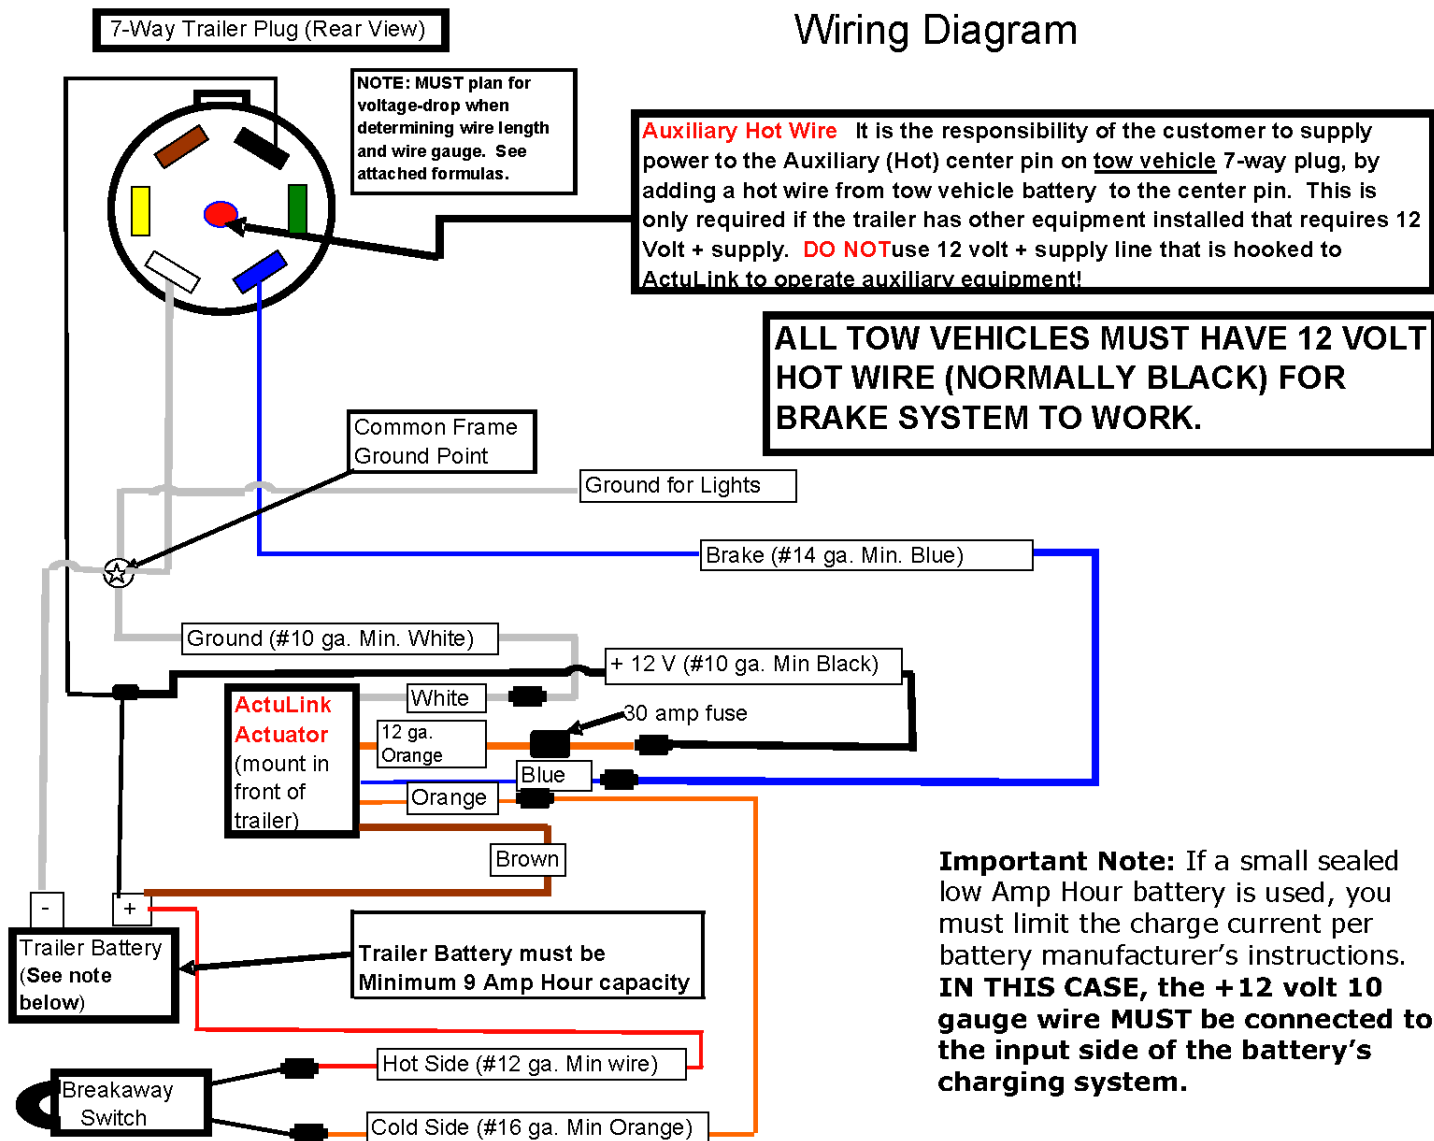 7-Way Trailer Plug (Rear View)
Wiring Diagram
NOTE: MUST plan for
voltage-drop when
determining wire length
and wire gauge.  See
attached formulas.
Auxiliary Hot Wire   It is the responsibility of the customer to supply
power to the Auxiliary (Hot) center pin on tow vehicle 7-way plug, by
adding a hot wire from tow vehicle battery  to the center pin.  This is
only required if the trailer has other equipment installed that requires 12
Volt + supply.  DO NOTuse 12 volt + supply line that is hooked to
ActuLink to operate auxiliary equipment!
ALL TOW VEHICLES MUST HAVE 12 VOLT
HOT WIRE (NORMALLY BLACK) FOR
BRAKE SYSTEM TO WORK.
Common Frame
Ground Point
Ground for Lights
Brake (#14 ga. Min. Blue)
Ground (#10 ga. Min. White)
+ 12 V (#10 ga. Min Black)
ActuLink
Actuator
(mount in
front of
trailer)
White
30 amp fuse
12 ga.
Orange
Blue
Orange
Brown
-
+
Trailer Battery
(See note
below)
Trailer Battery must be
Minimum 9 Amp Hour capacity
Important Note: If a small sealed
low Amp Hour battery is used, you
must limit the charge current per
battery manufacturer's instructions.
IN THIS CASE, the +12 volt 10
gauge wire MUST be connected to
the input side of the battery's
charging system.
Hot Side (#12 ga. Min wire)
Breakaway
Switch
Cold Side (#16 ga. Min Orange)